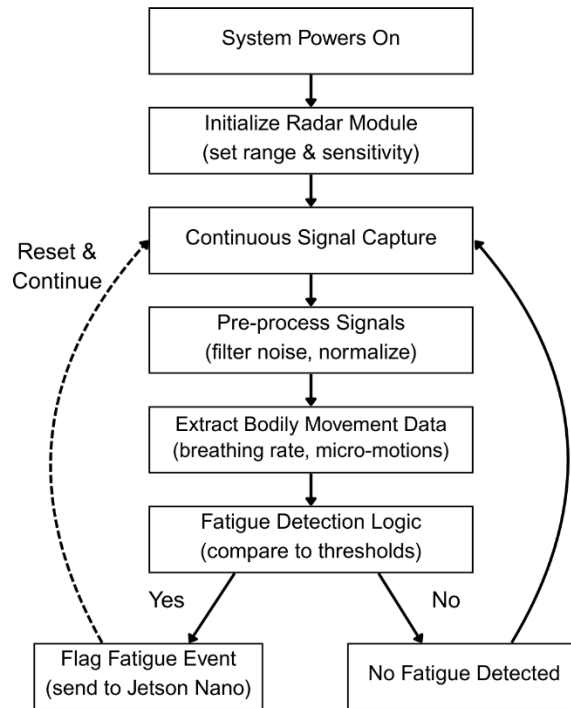 System Powers On
Initialize Radar Module
(set range & sensitivity)
Reset &
Continue
Continuous Signal Capture
Pre-process Signals
(filter noise, normalize)
Extract Bodily Movement Data
(breathing rate, micro-motions)
Fatigue Detection Logic
(compare to thresholds)
Yes
No
Flag Fatigue Event
(send to Jetson Nano)
No Fatigue Detected